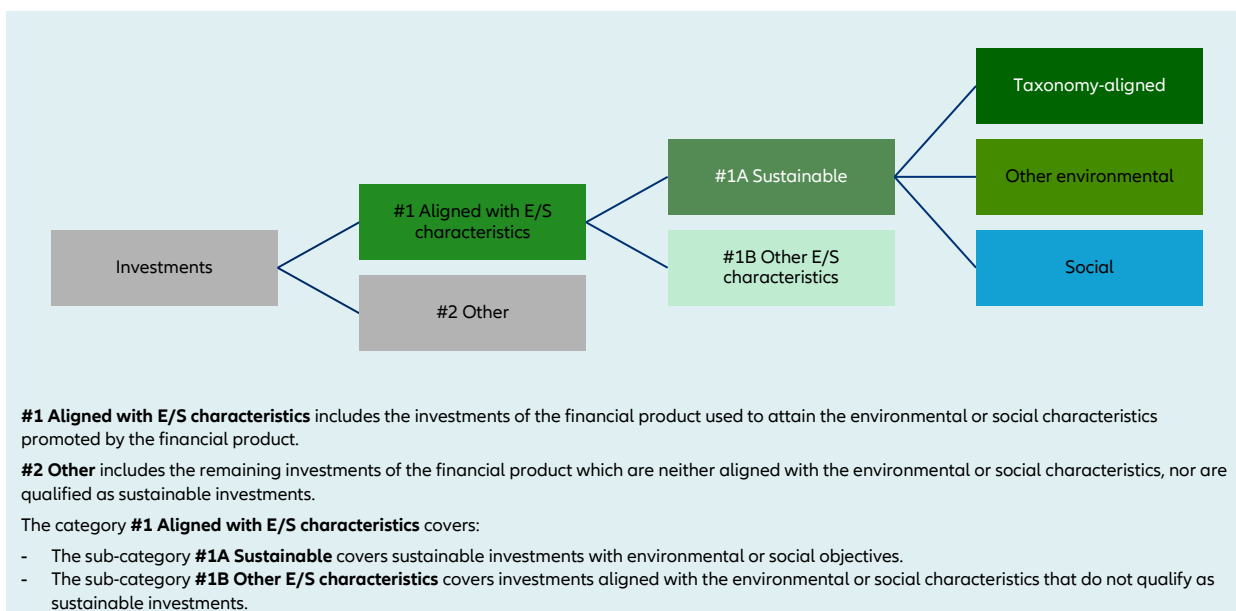 Taxonomy-aligned
#1A Sustainable
Other environmental
#1 Aligned with E/S
characteristics
#1B Other E/S
characteristics
Investments
Social
#2 Other
#1 Aligned with E/S characteristics includes the investments of the financial product used to attain the environmental or social characteristics
promoted by the financial product.
#2 Other includes the remaining investments of the financial product which are neither aligned with the environmental or social characteristics, nor are
qualified as sustainable investments.
The category #1 Aligned with E/S characteristics covers:
- The sub-category #1A Sustainable covers sustainable investments with environmental or social objectives.
- The sub-category #1B Other E/S characteristics covers investments aligned with the environmental or social characteristics that do not qualify as
sustainable investments.